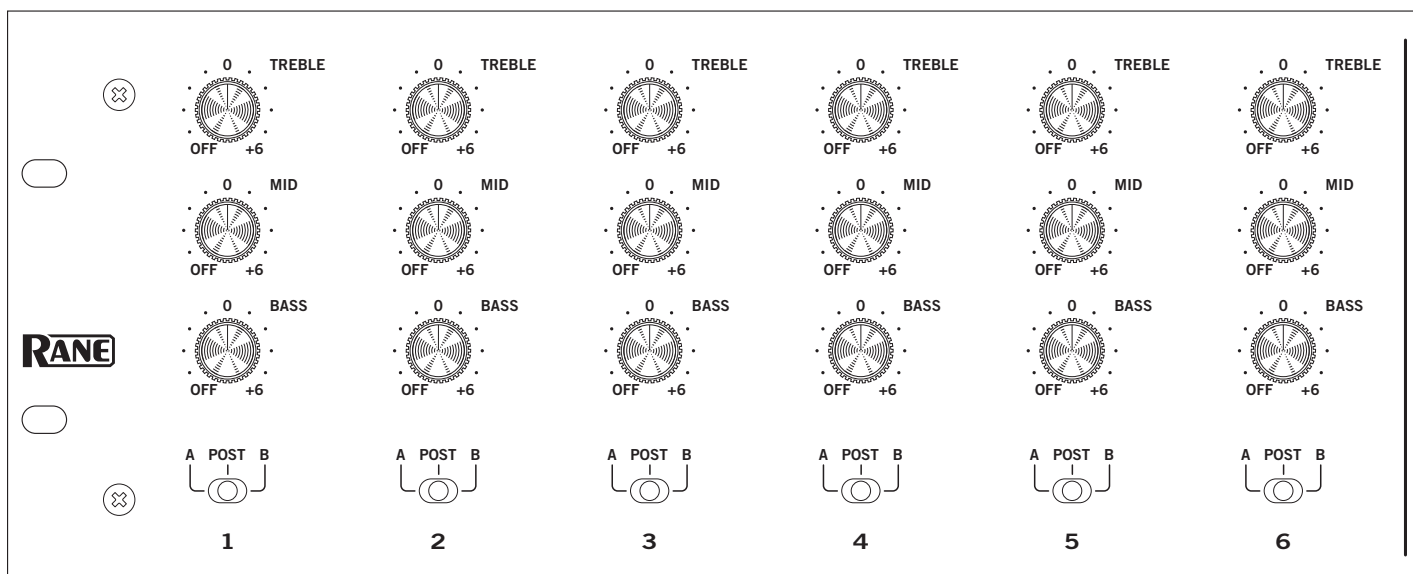 0 TREBLE 0 TREBLE 0 TREBLE 0 TREBLE 0 TREBLE 0 TREBLE
OFF +6 OFF +6 OFF +6 OFF +6 OFF +6 OFF +6
0 MID 0 MID 0 MID 0 MID 0 MID 0 MID
OFF +6 OFF +6 OFF +6 OFF +6 OFF +6 OFF +6
0 BASS 0 BASS 0 BASS 0 BASS 0 BASS 0 BASS
RANE
OFF +6 OFF +6 OFF +6 OFF +6 OFF +6 OFF +6
A POST B A POST B A POST B A POST B A POST B A POST B
1 2 3 4 5 6